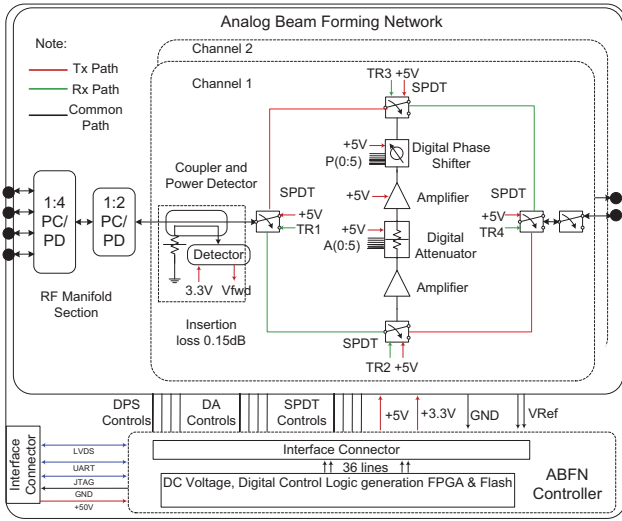 Analog Beam Forming Network
Note:
Tx Path
Rx Path
Common
Path
Channel 2
Channel 1
TR3 +5V
SPDT
+5V
P(0:5)
Digital Phase
Shifter
Coupler and
Power Detector
SPDT
+5V
TR1
+5V
Amplifier
SPDT
+5V
TR4
1:4
PC/
PD
1:2
PC/
PD
+5V
A(0:5)
Digital
Attenuator
Detector
3.3V
Vfwd
RF Manifold
Section
Insertion
loss 0.15dB
Amplifier
SPDT
TR2 +5V
DPS
Controls
DA
Controls
SPDT
Controls
+5V
+3.3V
GND
VRef
Interface
Connector
LVDS
UART
JTAG
GND
+50V
Interface Connector
36 lines
DC Voltage, Digital Control Logic generation FPGA & Flash
ABFN
Controller